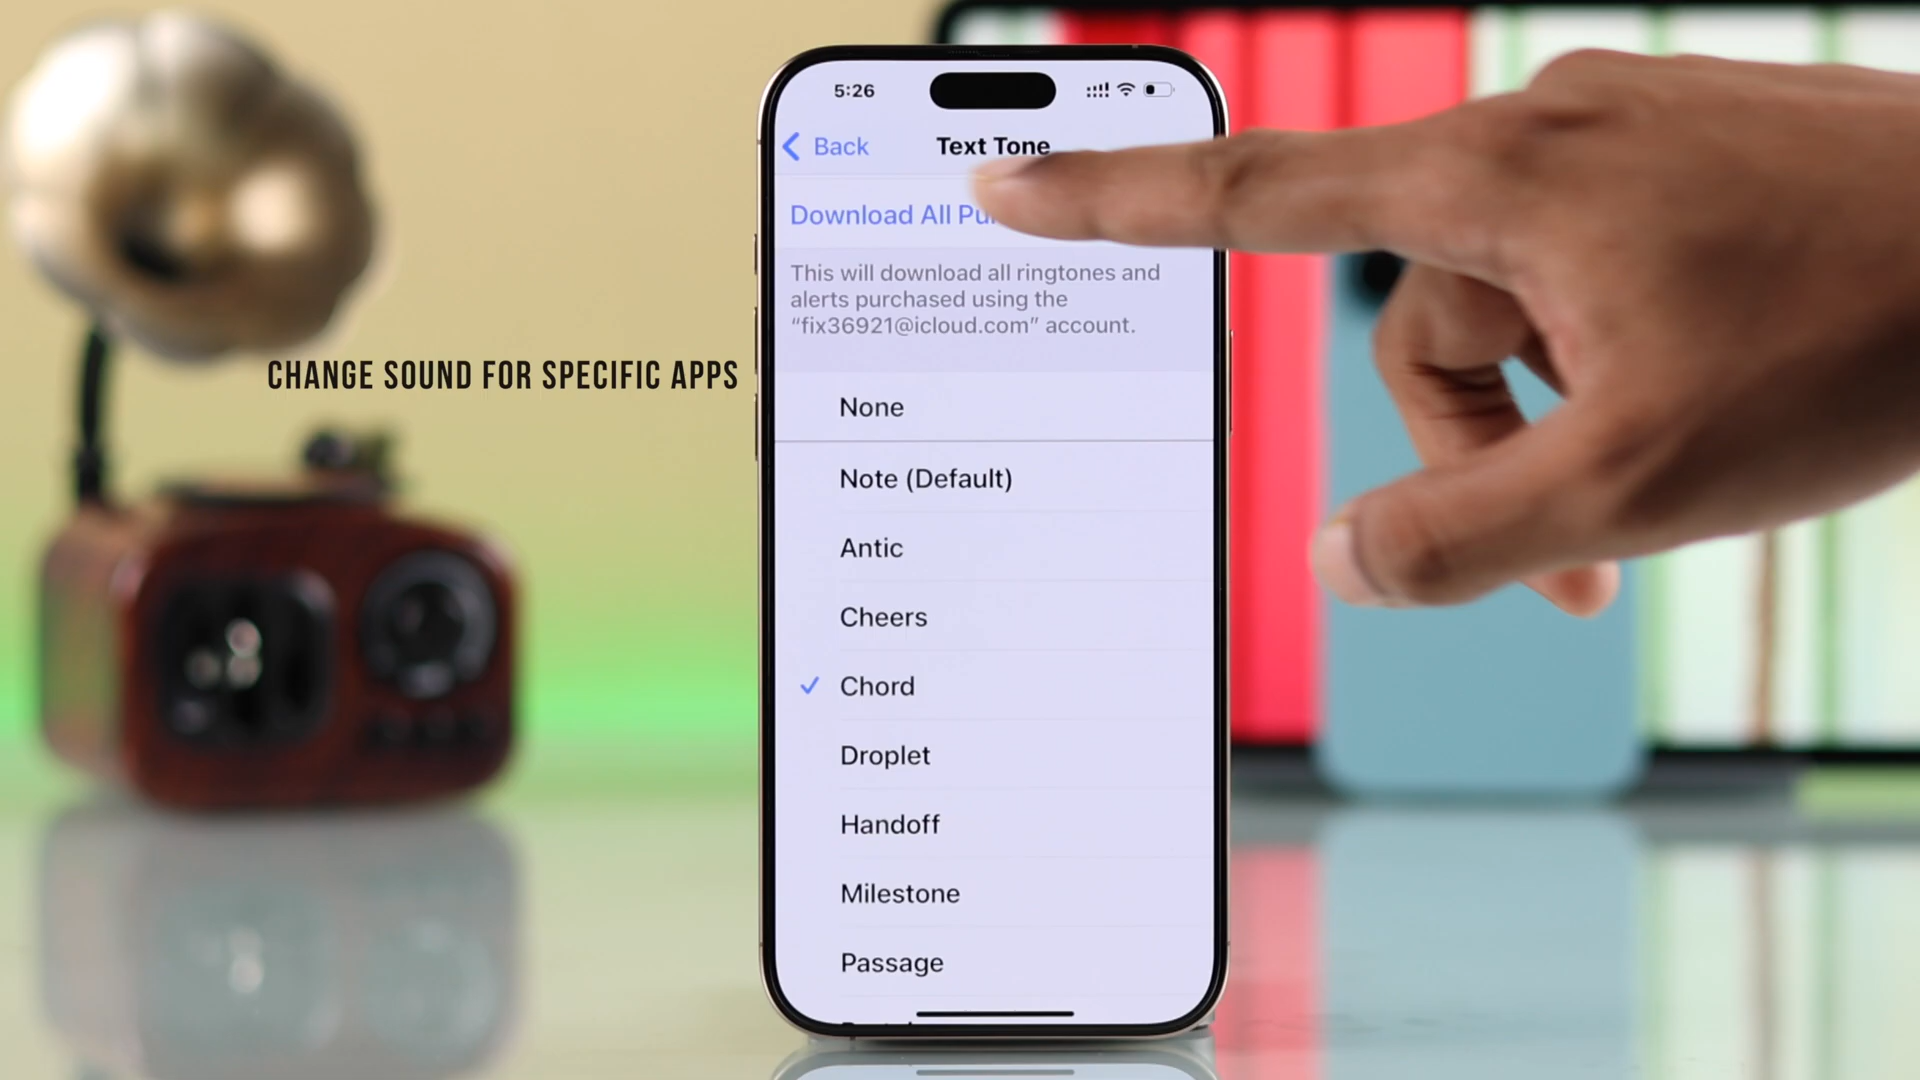 5:26
Back
Text Tone
Download All
This will download all ringtones and
alerts purchased using the
“fix36921@icloud.com” account.
CHANGE SOUND FOR SPECIFIC APPS
None
Note (Default)
Antic
Cheers
Chord
Droplet
Handoff
Milestone
Passage